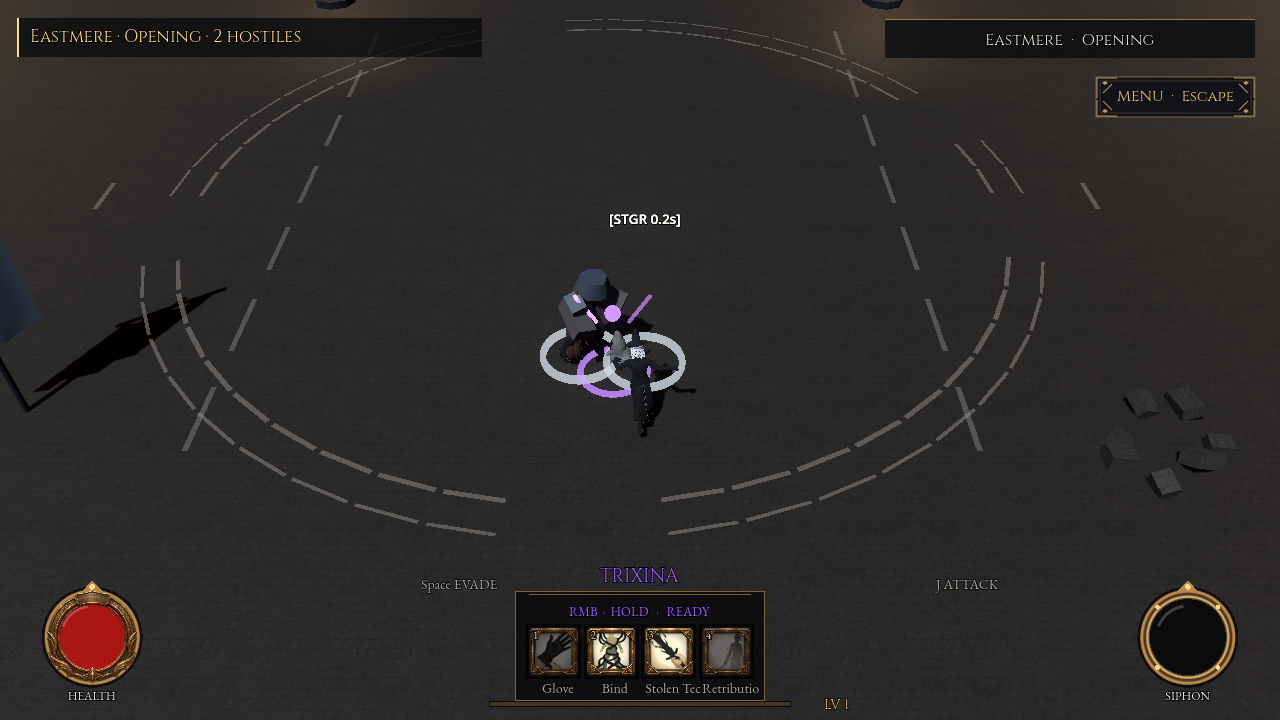 EASTMERE · OPENING · 2 HOSTILES
EASTMERE · OPENING
MENU · ESCAPE
[STGR 0.2s]
Space EVADE
TRIXINA
J ATTACK
RMB · HOLD · READY
1 2 3 4
Glove Bind Stolen Tec Retributio
HEALTH
SIPHON
LV 1